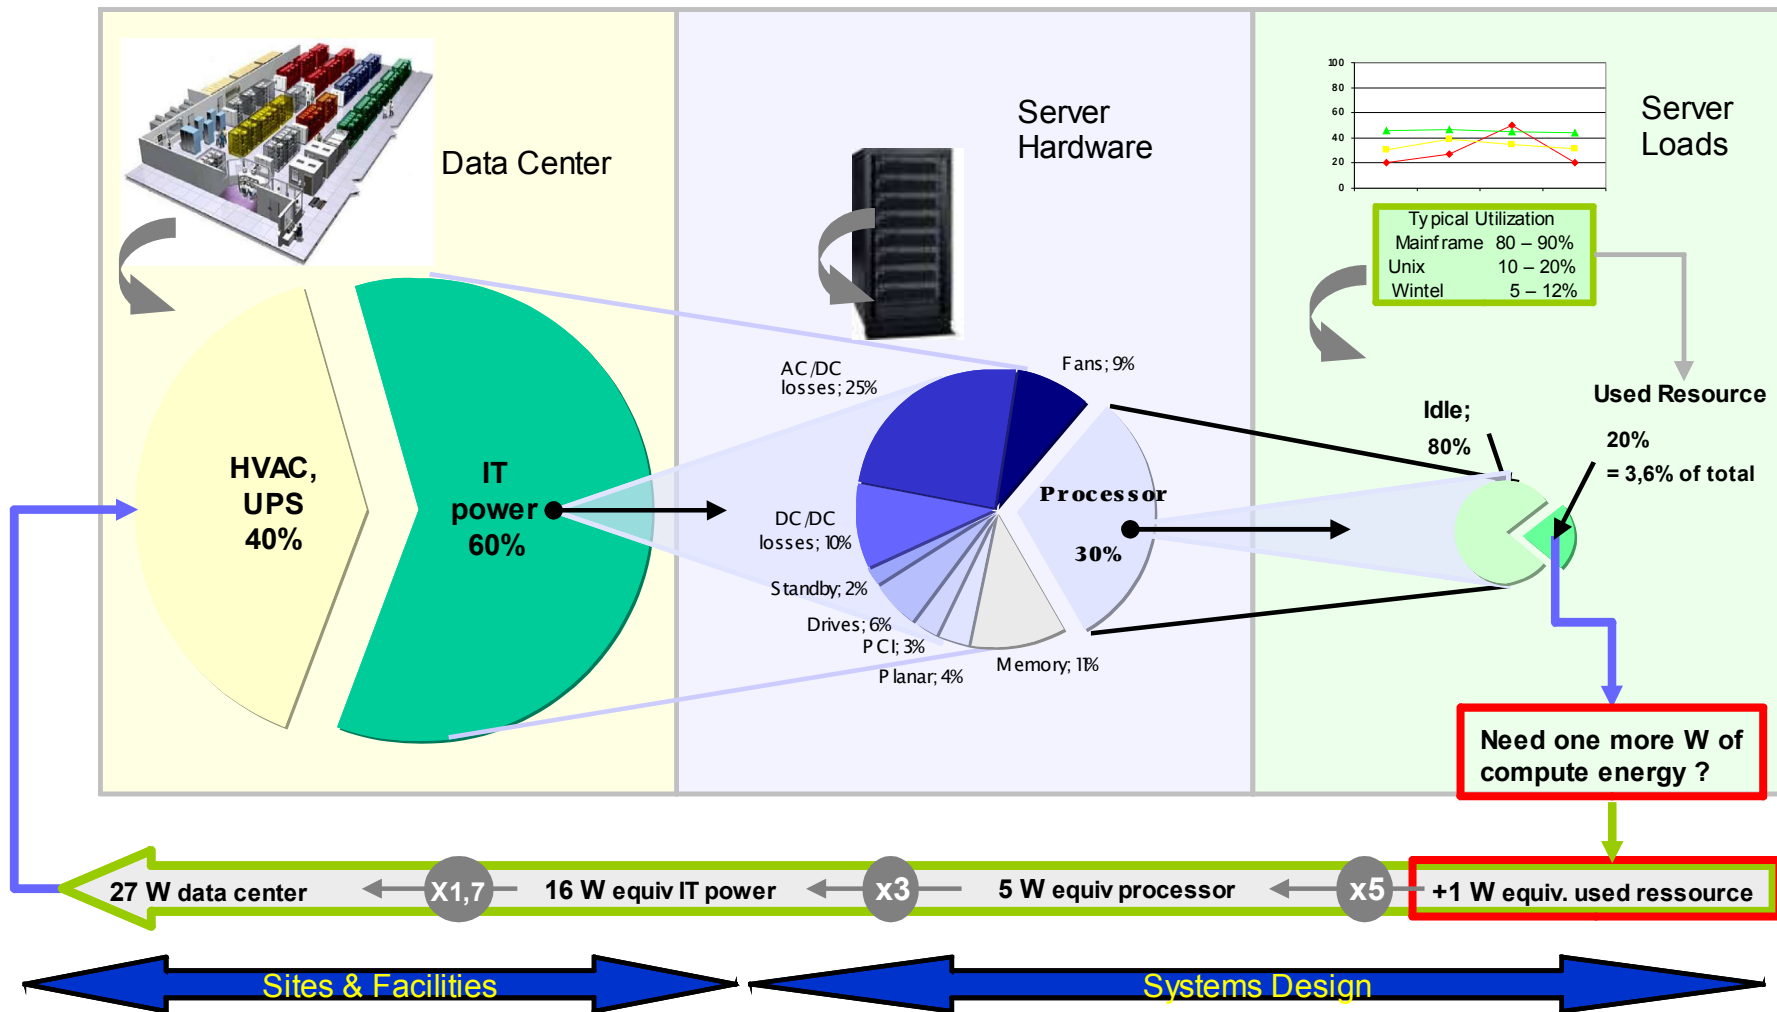 Data Center
HVAC,
UPS
40%
IT
power
60%
Server
Hardware
AC/DC
losses; 25%
Fans; 9%
Processor
30%
DC/DC
losses; 10%
Standby; 2%
Drives; 6%
PCI; 3%
Planar; 4%
Memory; 11%
Server
Loads
100
80
60
40
20
0
Typical Utilization
Mainframe 80 – 90%
Unix 10 – 20%
Wintel 5 – 12%
Idle;
80%
Used Resource
20%
= 3,6% of total
Need one more W of
compute energy ?
27 W data center
X1,7
16 W equiv IT power
x3
5 W equiv processor
x5
+1 W equiv. used ressource
Sites & Facilities
Systems Design